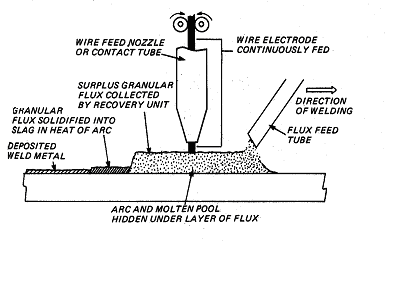 WIRE FEED NOZZLE
OR CONTACT TUBE
WIRE ELECTRODE
CONTINUOUSLY FED
SURPLUS GRANULAR
FLUX COLLECTED
BY RECOVERY UNIT
DIRECTION
OF WELDING
GRANULAR
FLUX SOLIDIFIED INTO
SLAG IN HEAT OF ARC
FLUX FEED
TUBE
DEPOSITED
WELD METAL
ARC AND MOLTEN POOL
HIDDEN UNDER LAYER OF FLUX